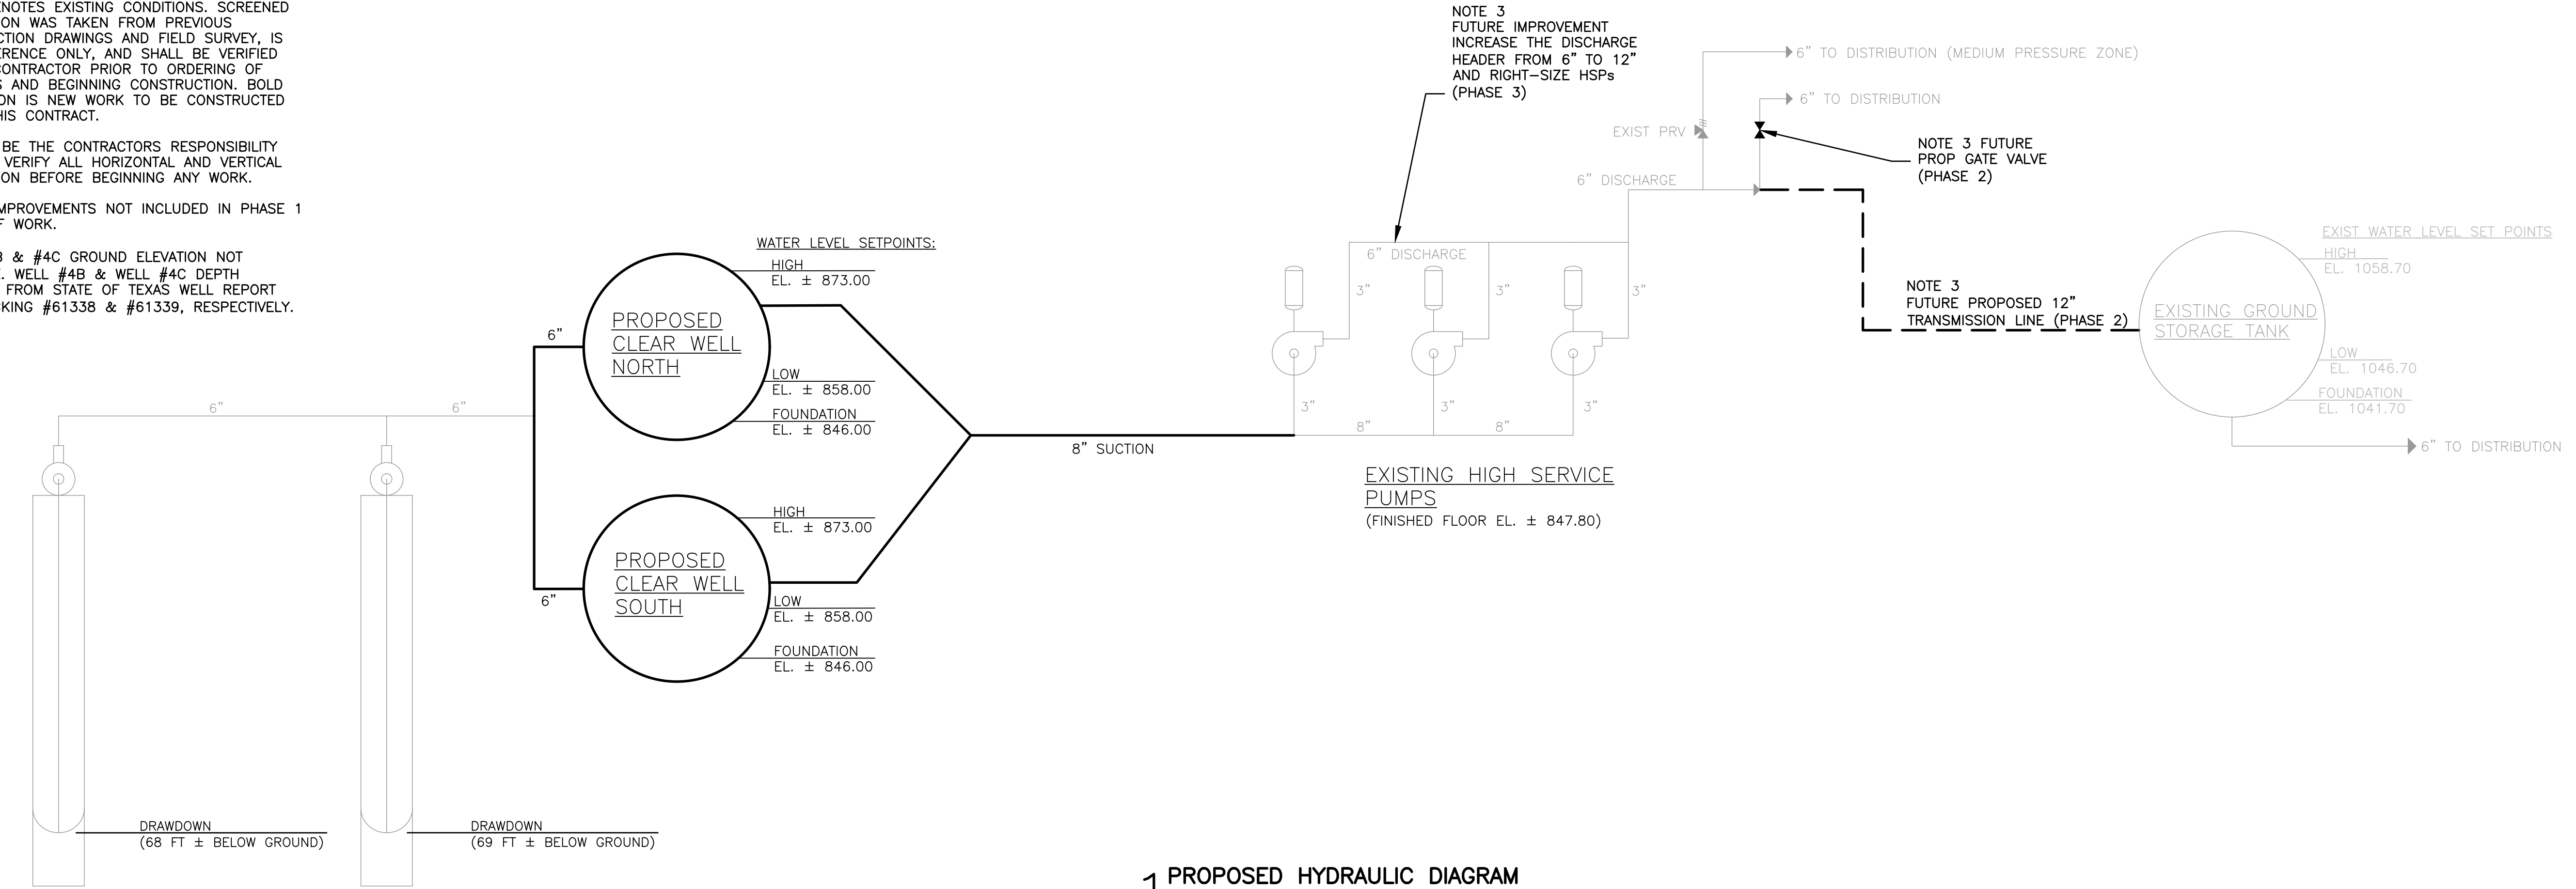 ENOTES EXISTING CONDITIONS. SCREENED
ON WAS TAKEN FROM PREVIOUS
CTION DRAWINGS AND FIELD SURVEY, IS
ERENCE ONLY, AND SHALL BE VERIFIED
CONTRACTOR PRIOR TO ORDERING OF
S AND BEGINNING CONSTRUCTION. BOLD
ON IS NEW WORK TO BE CONSTRUCTED
HIS CONTRACT.
BE THE CONTRACTORS RESPONSIBILITY
VERIFY ALL HORIZONTAL AND VERTICAL
ON BEFORE BEGINNING ANY WORK.
MPROVEMENTS NOT INCLUDED IN PHASE 1
F WORK.
B & #4C GROUND ELEVATION NOT
E. WELL #4B & WELL #4C DEPTH
FROM STATE OF TEXAS WELL REPORT
CKING #61338 & #61339, RESPECTIVELY.
6"
6"
DRAWDOWN
(68 FT ± BELOW GROUND)
DRAWDOWN
(69 FT ± BELOW GROUND)
6"
6"
PROPOSED
CLEAR WELL
NORTH
WATER LEVEL SETPOINTS:
HIGH
EL. ± 873.00
LOW
EL. ± 858.00
FOUNDATION
EL. ± 846.00
PROPOSED
CLEAR WELL
SOUTH
HIGH
EL. ± 873.00
LOW
EL. ± 858.00
FOUNDATION
EL. ± 846.00
8" SUCTION
NOTE 3
FUTURE IMPROVEMENT
INCREASE THE DISCHARGE
HEADER FROM 6" TO 12"
AND RIGHT-SIZE HSPs
(PHASE 3)
6" DISCHARGE
3"
3"
3"
3"
3"
3"
8"
8"
EXISTING HIGH SERVICE
PUMPS
(FINISHED FLOOR EL. ± 847.80)
6" DISCHARGE
EXIST PRV
6" TO DISTRIBUTION (MEDIUM PRESSURE ZONE)
6" TO DISTRIBUTION
NOTE 3 FUTURE
PROP GATE VALVE
(PHASE 2)
NOTE 3
FUTURE PROPOSED 12"
TRANSMISSION LINE (PHASE 2)
EXISTING GROUND
STORAGE TANK
EXIST WATER LEVEL SET POINTS
HIGH
EL. 1058.70
LOW
EL. 1046.70
FOUNDATION
EL. 1041.70
6" TO DISTRIBUTION
1 PROPOSED HYDRAULIC DIAGRAM